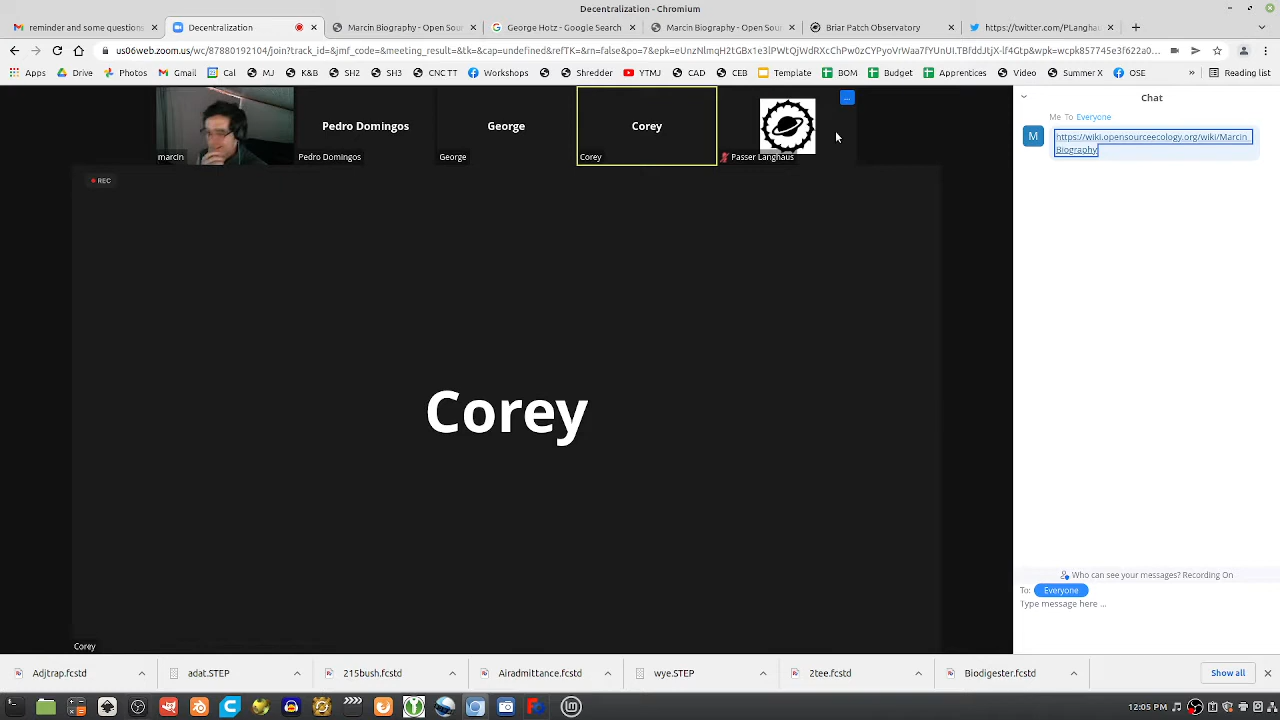 Decentralization - Chromium
reminder and some questions
Decentralization
Marcin Biography - Open Sou
George Hotz - Google Search
Marcin Biography - Open Sou
Briar Patch Observatory
https://twitter.com/PLanghau
Apps
Drive
Photos
Gmail
MJ
K&B
SH2
SH3
CNC TT
Workshops
Shredder
YTMJ
CAD
CEB
Template
BOM
Budget
Apprentices
Video
Summer X
OSE
»
Reading list
marcin
Pedro Domingos
Pedro Domingos
George
George
Corey
Corey
Passer Langhaus
...
REC
Corey
Corey
Chat
Me To Everyone
M
https://wiki.opensourceecology.org/wiki/Marcin_
Biography
Who can see your messages? Recording On
To: Everyone
Type message here ...
Adjtrap.fcstd
adat.STEP
215bush.fcstd
Airadmittance.fcstd
wye.STEP
2tee.fcstd
Biodigester.fcstd
Show all
12:05 PM